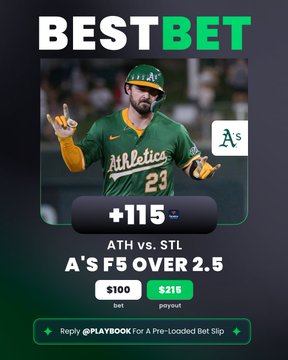 BESTBET
A's
A's
Athletics
23
+115
ATH vs. STL
A'S F5 OVER 2.5
$100 $215
bet payout
Reply @PLAYBOOK For A Pre-Loaded Bet Slip